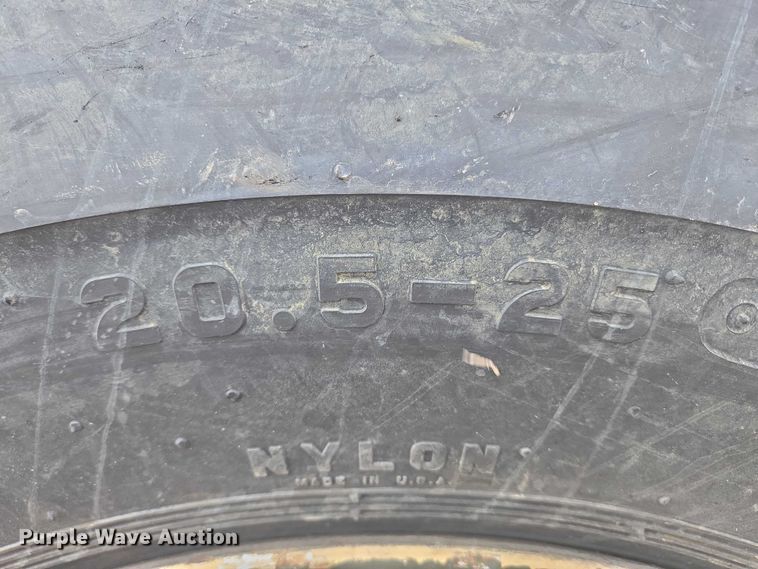 20.5-25
NYLON
MADE IN U.S.A
Purple Wave Auction